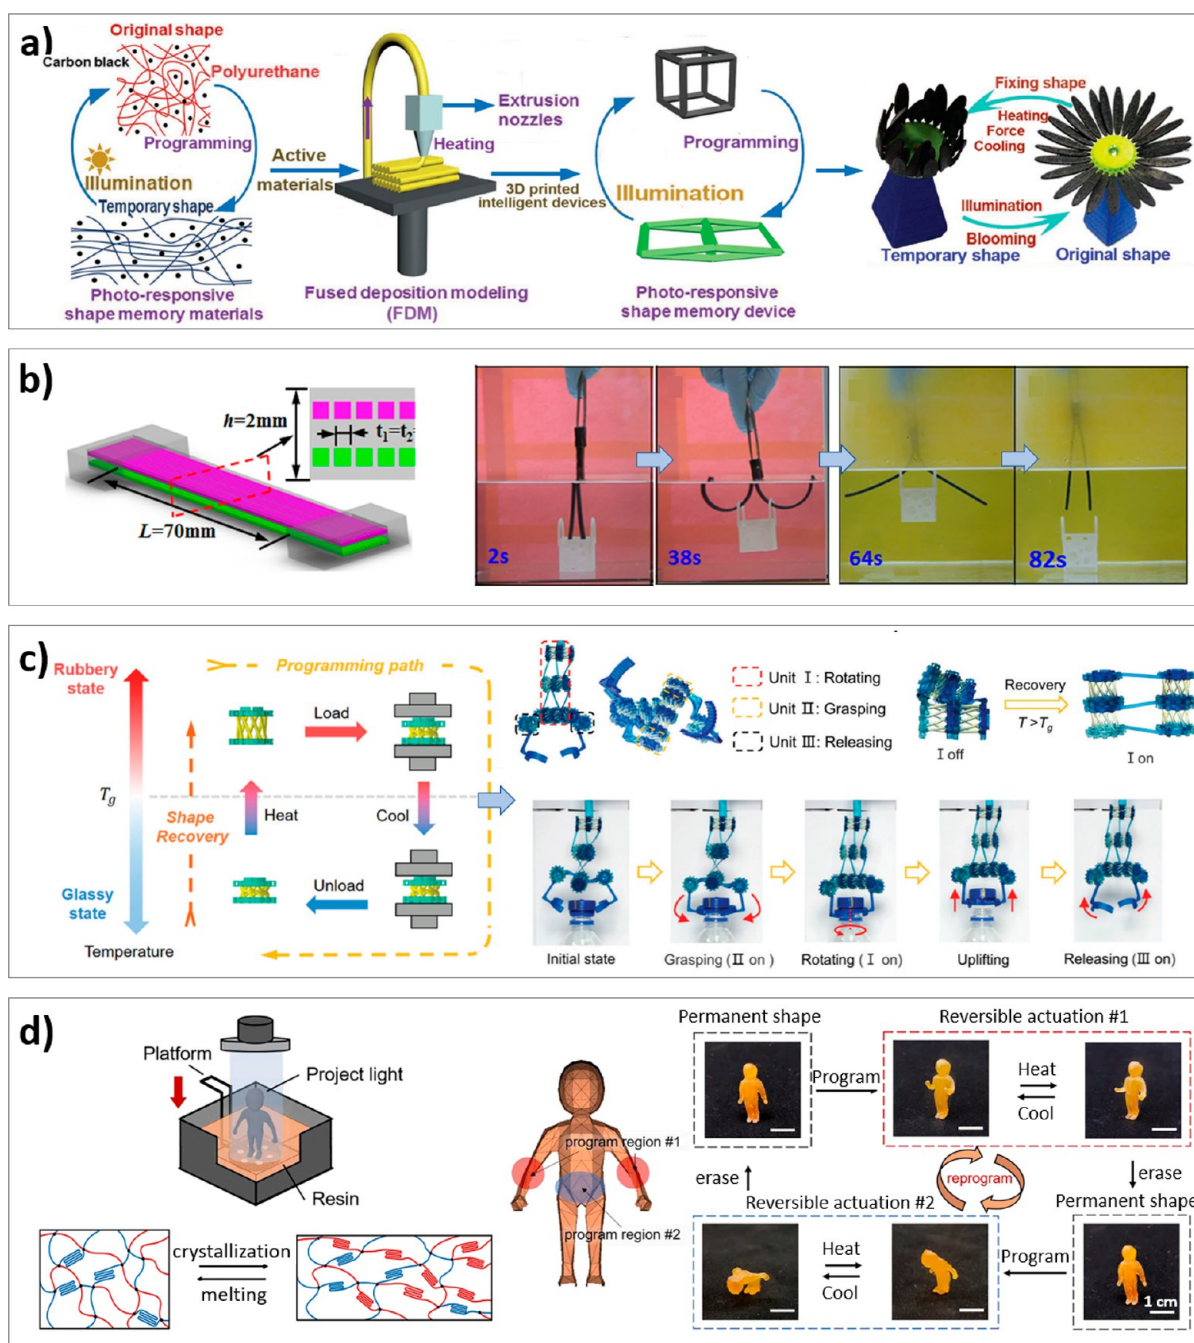 a)
Original shape
Carbon black
Polyurethane
Programming
Illumination
Temporary shape
Photo-responsive
shape memory materials
Active
materials
Extrusion
nozzles
Heating
3D printed
intelligent devices
Fused deposition modeling
(FDM)
Programming
Illumination
Photo-responsive
shape memory device
Fixing shape
Heating
Force
Cooling
Illumination
Blooming
Temporary shape
Original shape
b)
h=2mm
t1=t2=
L=70mm
2s
38s
64s
82s
c)
Rubbery
state
Tg
Glassy
state
Temperature
Programming path
Load
Heat
Cool
Shape
Recovery
Unload
Unit I : Rotating
Unit II : Grasping
Unit III : Releasing
Recovery
T>Tg
I off
I on
Initial state
Grasping (II on )
Rotating ( I on)
Uplifting
Releasing (III on)
d)
Platform
Project light
Resin
crystallization
melting
program region #1
program region #2
Permanent shape
Program
Reversible actuation #1
Heat
Cool
erase
reprogram
erase
Permanent shape
Reversible actuation #2
Heat
Cool
Program
1 cm